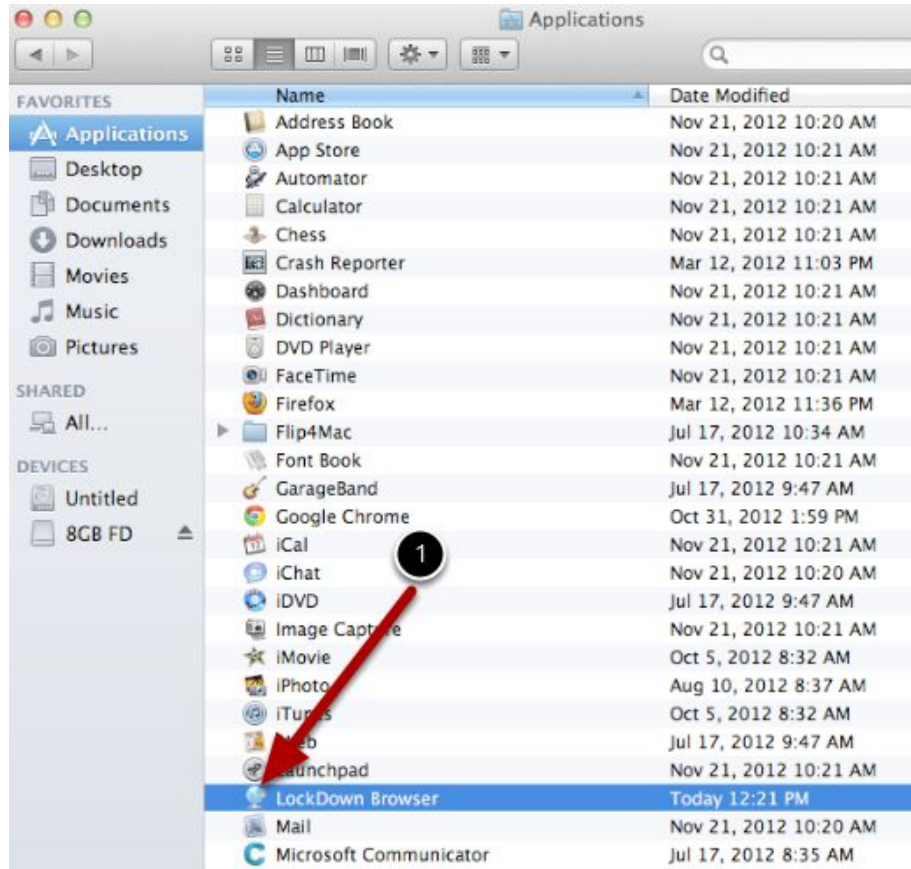 Applications
FAVORITES
Applications
Desktop
Documents
Downloads
Movies
Music
Pictures
SHARED
All...
DEVICES
Untitled
8GB FD
Name Date Modified
Address Book Nov 21, 2012 10:20 AM
App Store Nov 21, 2012 10:21 AM
Automator Nov 21, 2012 10:21 AM
Calculator Nov 21, 2012 10:21 AM
Chess Nov 21, 2012 10:21 AM
Crash Reporter Mar 12, 2012 11:03 PM
Dashboard Nov 21, 2012 10:21 AM
Dictionary Nov 21, 2012 10:21 AM
DVD Player Nov 21, 2012 10:21 AM
FaceTime Nov 21, 2012 10:21 AM
Firefox Mar 12, 2012 11:36 PM
Flip4Mac Jul 17, 2012 10:34 AM
Font Book Nov 21, 2012 10:21 AM
GarageBand Jul 17, 2012 9:47 AM
Google Chrome Oct 31, 2012 1:59 PM
iCal Nov 21, 2012 10:21 AM
1
iChat Nov 21, 2012 10:20 AM
iDVD Jul 17, 2012 9:47 AM
Image Capture Nov 21, 2012 10:21 AM
iMovie Oct 5, 2012 8:32 AM
iPhoto Aug 10, 2012 8:37 AM
iTunes Oct 5, 2012 8:32 AM
Jul 17, 2012 9:47 AM
Launchpad Nov 21, 2012 10:21 AM
LockDown Browser Today 12:21 PM
Mail Nov 21, 2012 10:20 AM
Microsoft Communicator Jul 17, 2012 8:35 AM